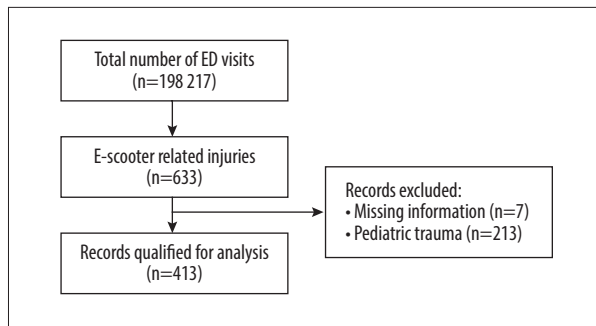 Total number of ED visits
(n=198 217)
E-scooter related injuries
(n=633)
Records excluded:
• Missing information (n=7)
• Pediatric trauma (n=213)
Records qualified for analysis
(n=413)